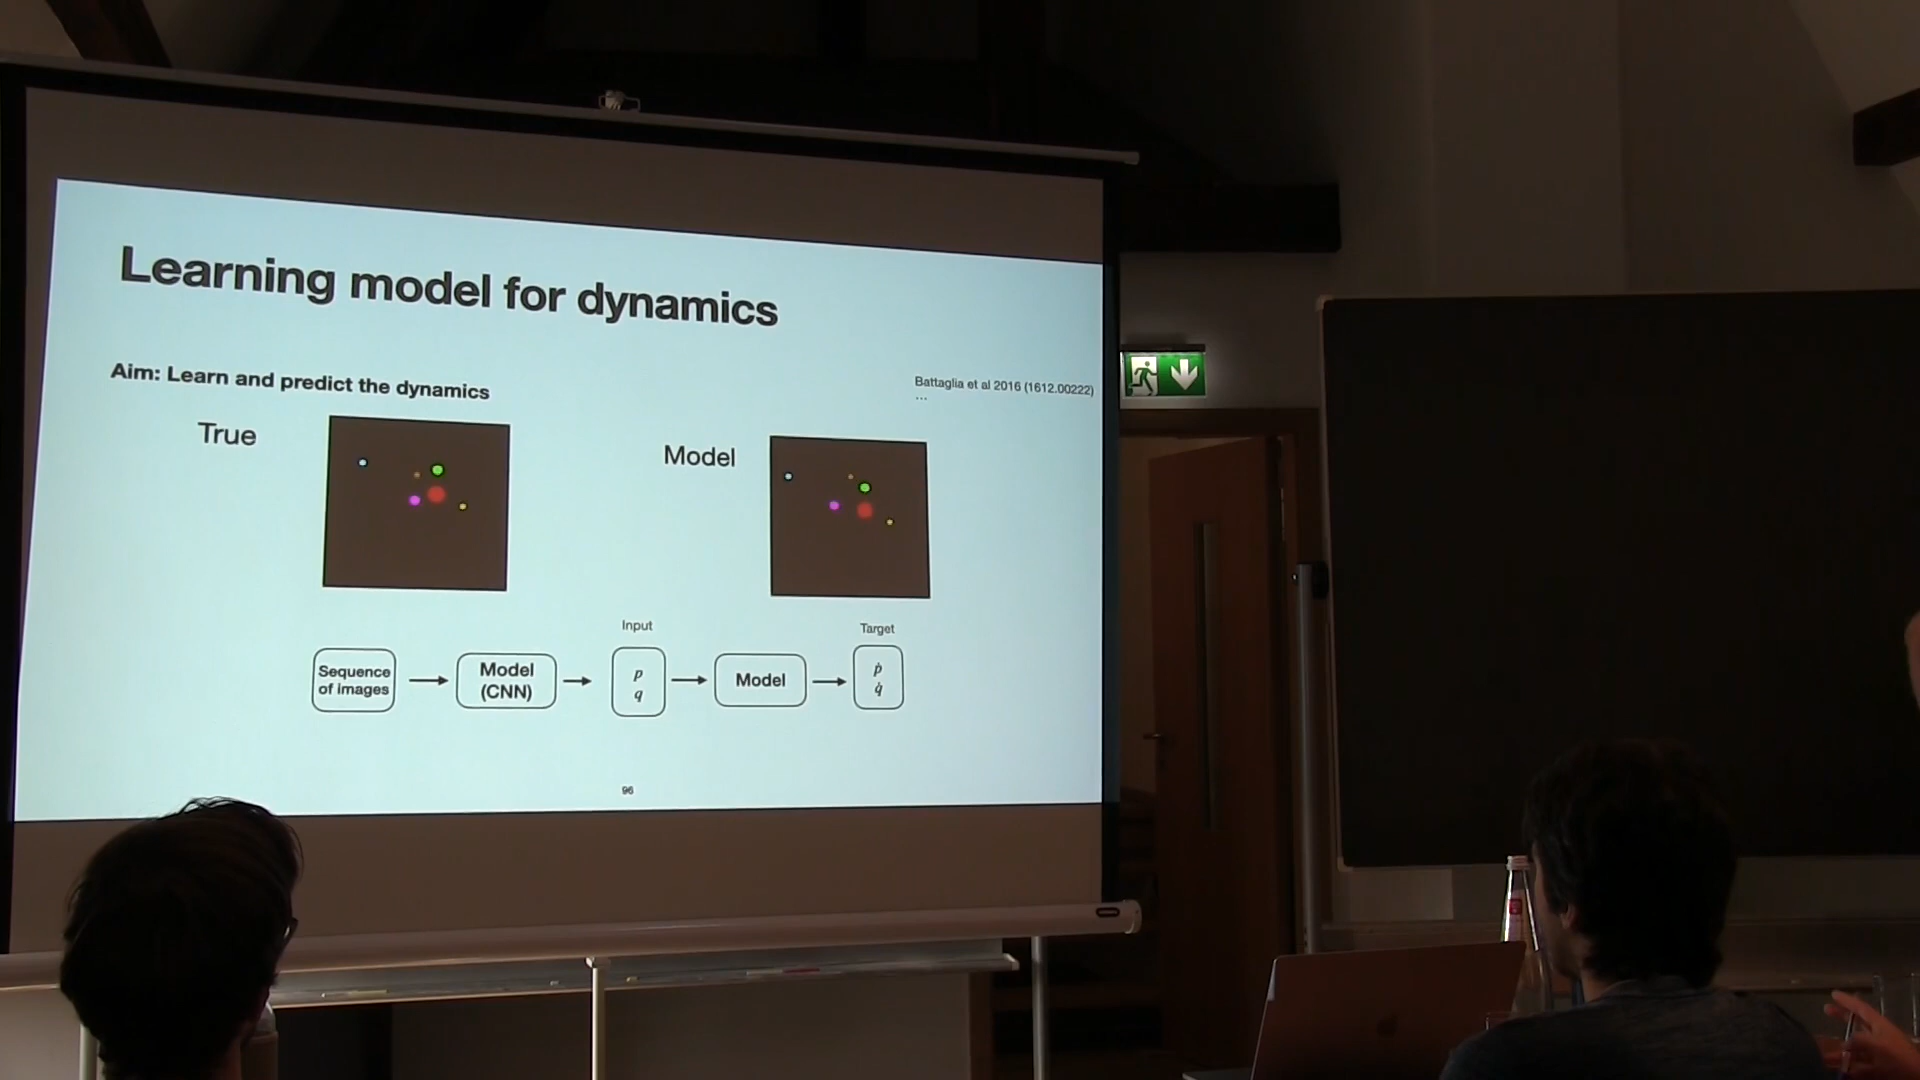 Learning model for dynamics
Aim: Learn and predict the dynamics
Battaglia et al 2016 (1612.00222)
...
True
Model
Input
Target
Sequence
of images
Model
(CNN)
p
q
Model
ṗ
q̇
96